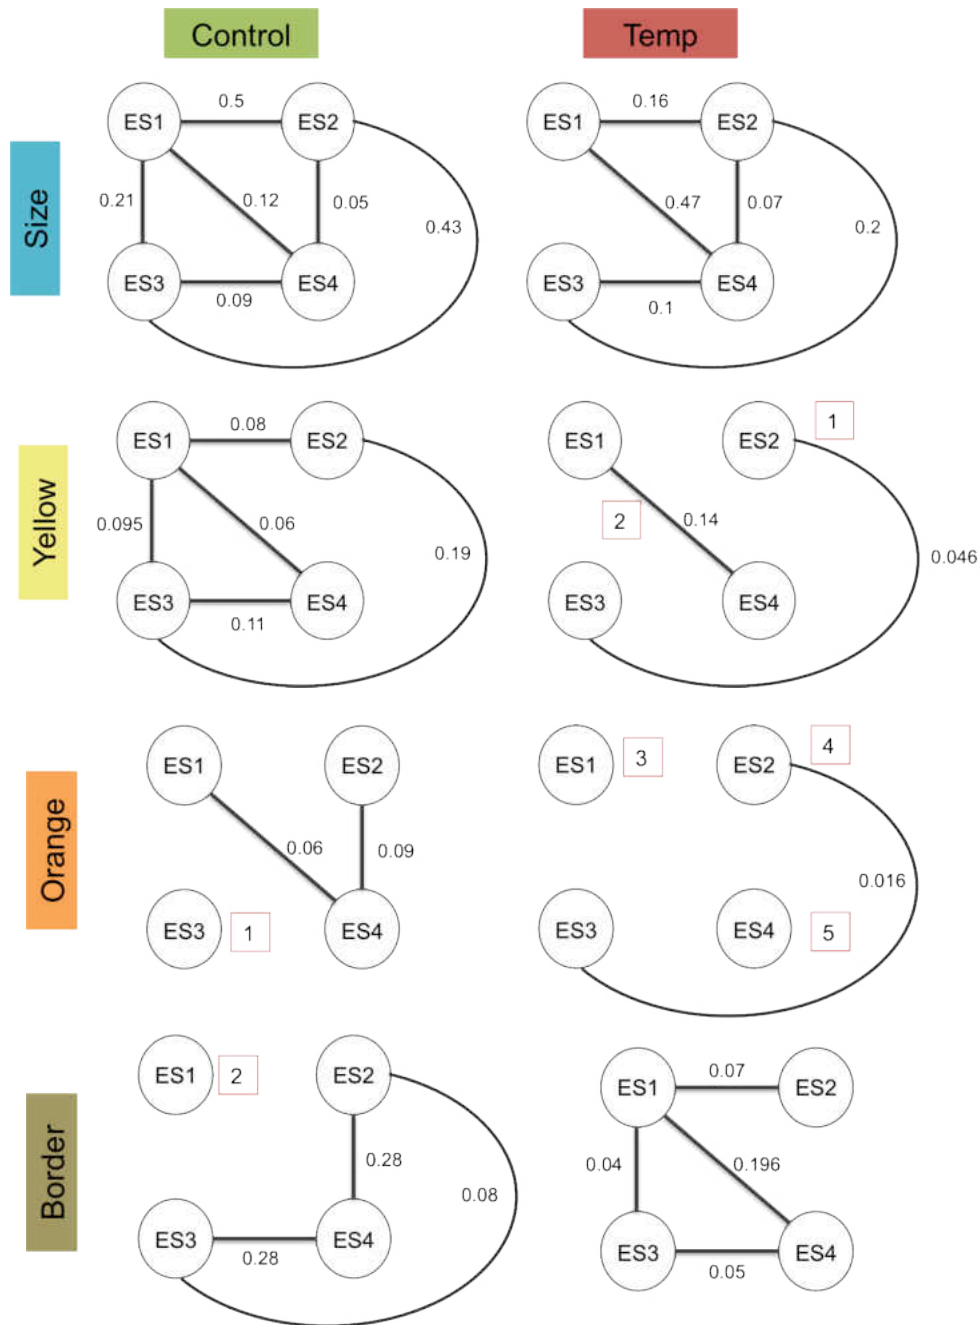 Control Temp
Size
ES1 0.5 ES2
0.21 0.12 0.05 0.43
ES3 0.09 ES4
ES1 0.16 ES2
0.47 0.07 0.2
ES3 0.1 ES4
Yellow
ES1 0.08 ES2
0.095 0.06 0.19
ES3 0.11 ES4
ES1 ES2 1
2 0.14 0.046
ES3 ES4
Orange
ES1 ES2
0.06 0.09
ES3 1 ES4
ES1 3 ES2 4
0.016
ES3 ES4 5
Border
ES1 2 ES2
0.28 0.08
ES3 0.28 ES4
ES1 0.07 ES2
0.04 0.196
ES3 0.05 ES4